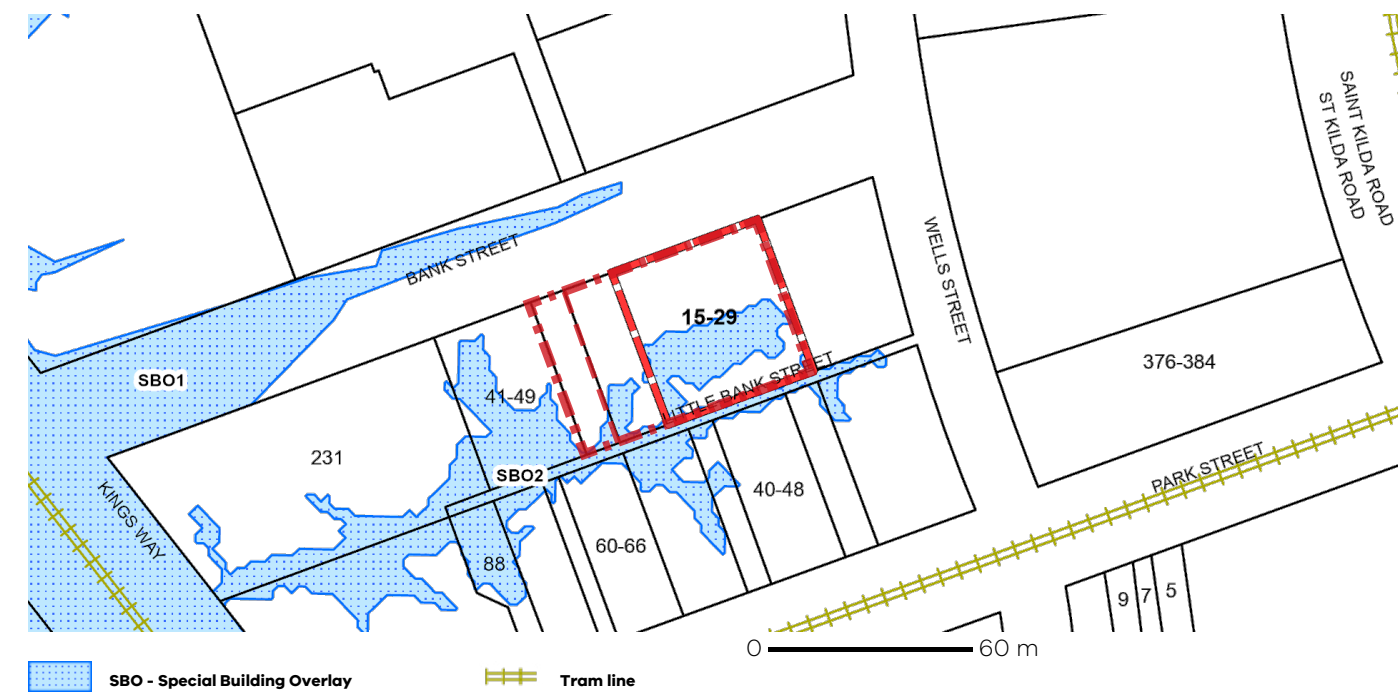 SAINT KILDA ROAD
ST KILDA ROAD
BANK STREET
WELLS STREET
15-29
LITTLE BANK STREET
376-384
SBO1
41-49
231
SBO2
KINGS WAY
PARK STREET
40-48
60-66
88
9 7 5
0 60 m
SBO - Special Building Overlay
Tram line